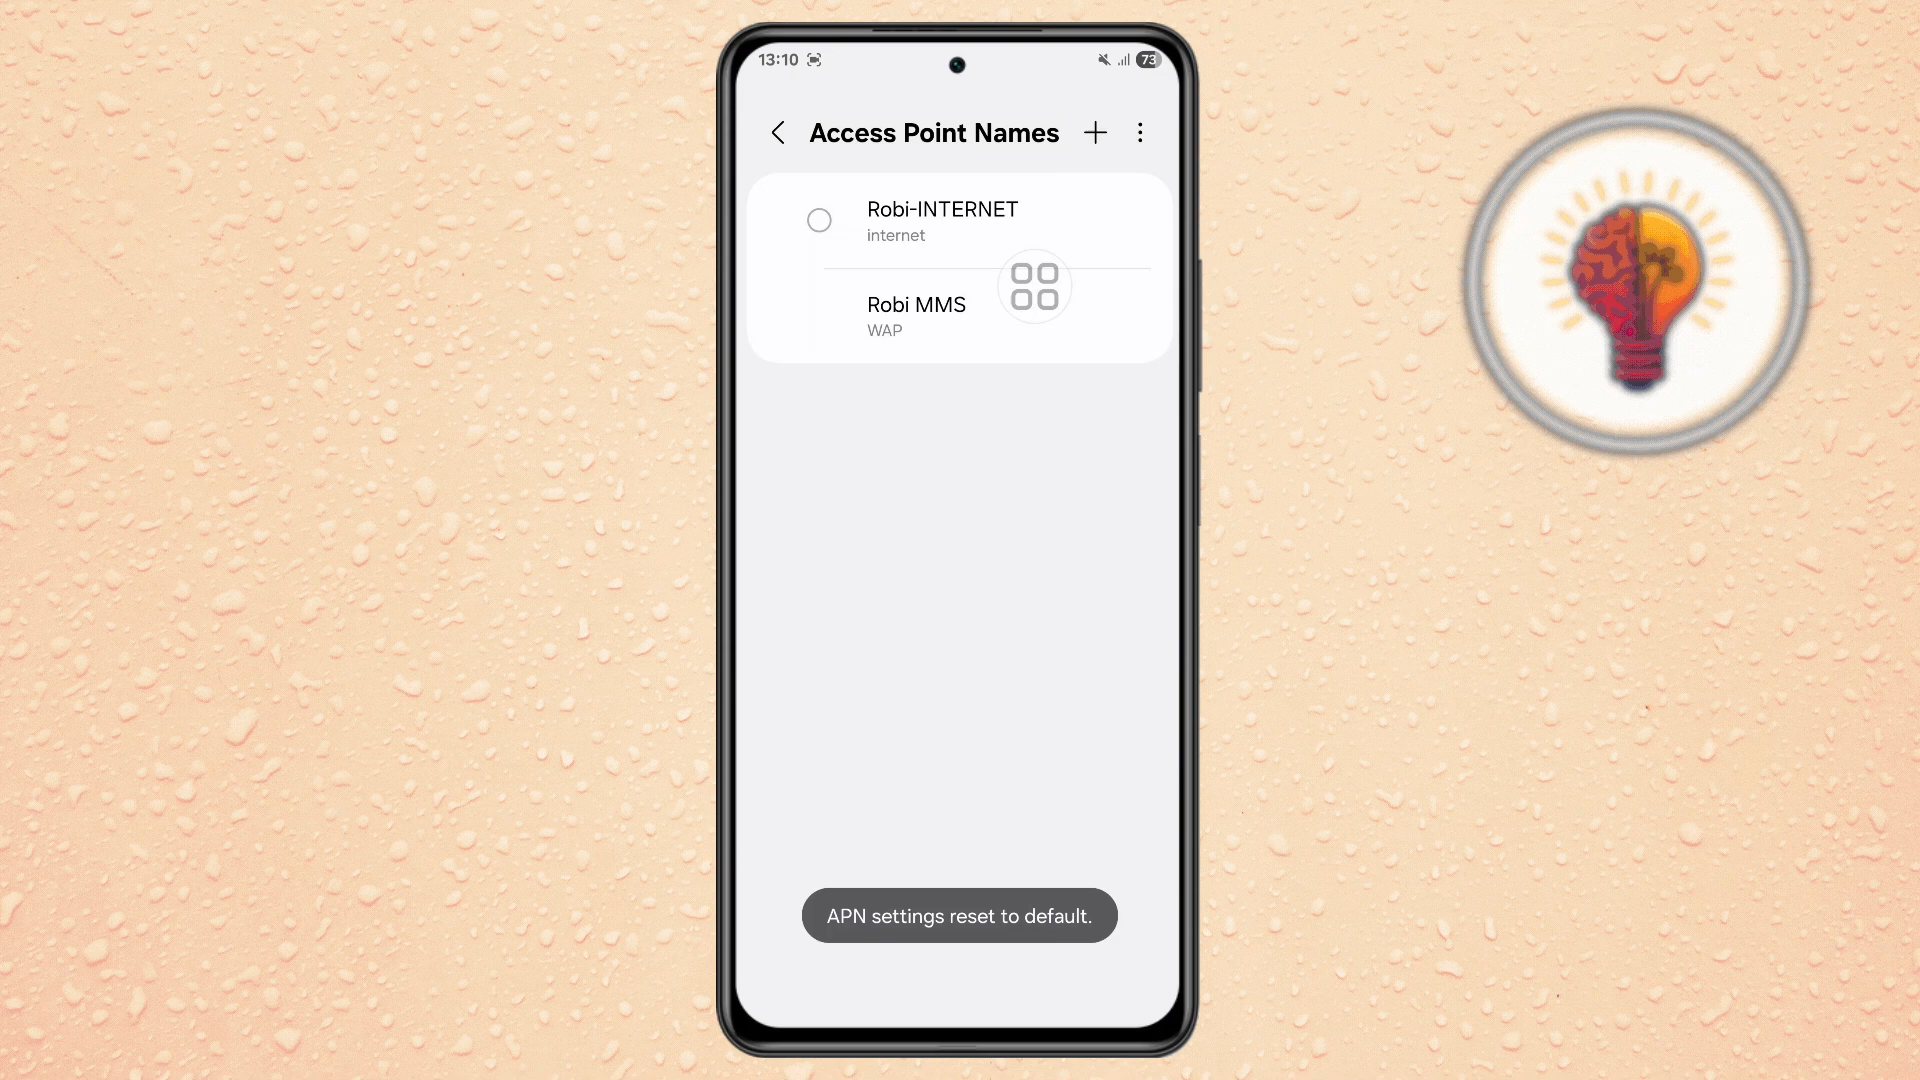 13:10
73
Access Point Names
Robi-INTERNET
internet
Robi MMS
WAP
APN settings reset to default.